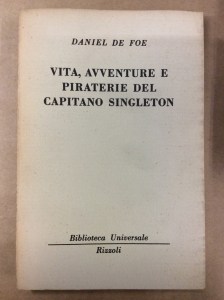 DANIEL DE FOE
VITA, AVVENTURE E
PIRATERIE DEL
CAPITANO SINGLETON
Biblioteca Universale
Rizzoli